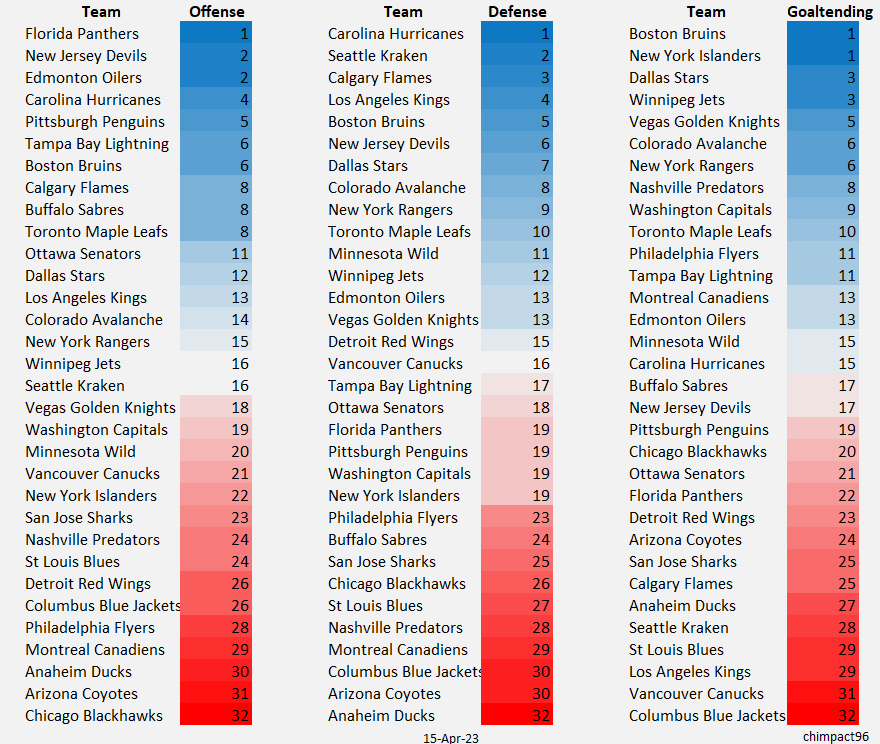 Team Offense Team Defense Team Goaltending
Florida Panthers 1 Carolina Hurricanes 1 Boston Bruins 1
New Jersey Devils 2 Seattle Kraken 2 New York Islanders 1
Edmonton Oilers 2 Calgary Flames 3 Dallas Stars 3
Carolina Hurricanes 4 Los Angeles Kings 4 Winnipeg Jets 3
Pittsburgh Penguins 5 Boston Bruins 5 Vegas Golden Knights 5
Tampa Bay Lightning 6 New Jersey Devils 6 Colorado Avalanche 6
Boston Bruins 6 Dallas Stars 7 New York Rangers 6
Calgary Flames 8 Colorado Avalanche 8 Nashville Predators 8
Buffalo Sabres 8 New York Rangers 9 Washington Capitals 9
Toronto Maple Leafs 8 Toronto Maple Leafs 10 Toronto Maple Leafs 10
Ottawa Senators 11 Minnesota Wild 11 Philadelphia Flyers 11
Dallas Stars 12 Winnipeg Jets 12 Tampa Bay Lightning 11
Los Angeles Kings 13 Edmonton Oilers 13 Montreal Canadiens 13
Colorado Avalanche 14 Vegas Golden Knights 13 Edmonton Oilers 13
New York Rangers 15 Detroit Red Wings 15 Minnesota Wild 15
Winnipeg Jets 16 Vancouver Canucks 16 Carolina Hurricanes 15
Seattle Kraken 16 Tampa Bay Lightning 17 Buffalo Sabres 17
Vegas Golden Knights 18 Ottawa Senators 18 New Jersey Devils 17
Washington Capitals 19 Florida Panthers 19 Pittsburgh Penguins 19
Minnesota Wild 20 Pittsburgh Penguins 19 Chicago Blackhawks 20
Vancouver Canucks 21 Washington Capitals 19 Ottawa Senators 21
New York Islanders 22 New York Islanders 19 Florida Panthers 22
San Jose Sharks 23 Philadelphia Flyers 23 Detroit Red Wings 23
Nashville Predators 24 Buffalo Sabres 24 Arizona Coyotes 24
St Louis Blues 24 San Jose Sharks 25 San Jose Sharks 25
Detroit Red Wings 26 Chicago Blackhawks 26 Calgary Flames 25
Columbus Blue Jackets 26 St Louis Blues 27 Anaheim Ducks 27
Philadelphia Flyers 28 Nashville Predators 28 Seattle Kraken 28
Montreal Canadiens 29 Montreal Canadiens 29 St Louis Blues 29
Anaheim Ducks 30 Columbus Blue Jackets 30 Los Angeles Kings 29
Arizona Coyotes 31 Arizona Coyotes 30 Vancouver Canucks 31
Chicago Blackhawks 32 Anaheim Ducks 32 Columbus Blue Jackets 32
15-Apr-23 chimpact96